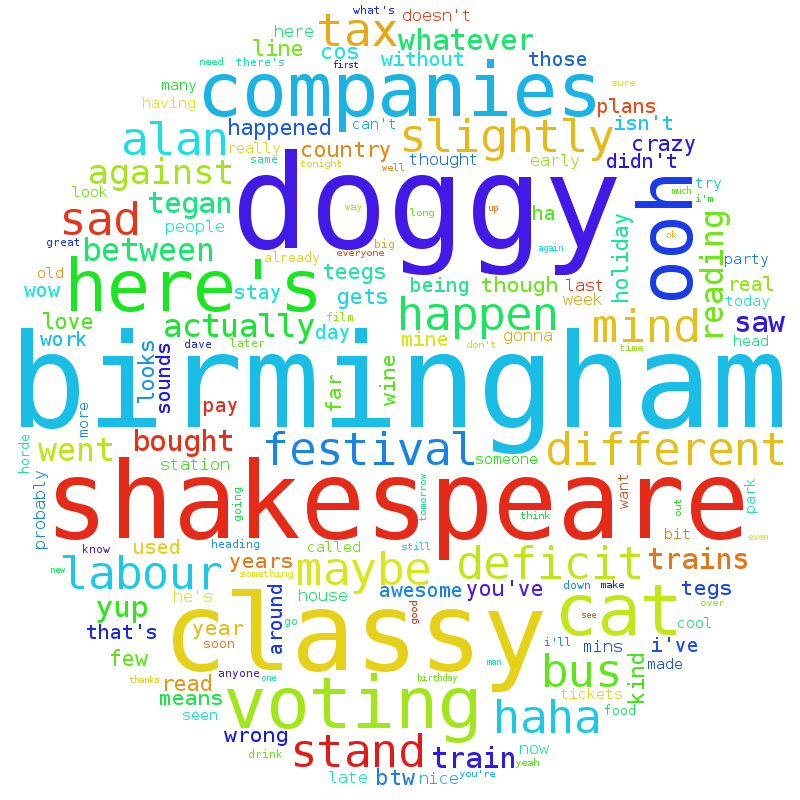 what's
doesn't
here
tax
whatever
line
cos
without
those
need
there's
first
many
companies
sure
having
plans
alan
happened
can't
slightly
isn't
really
country
crazy
against
same
tonight
thought
well
early
didn't
look
doggy
try
much
i'm
tegan
ooh
sad
people
way
long
up
ha
holiday
reading
great
between
already
everyone
big
again
ok
party
old
here's
teegs
being
though
last
week
real
wow
stay
gets
today
love
actually
film
day
happen
mine
gonna
mind
saw
work
dave
later
don't
time
head
looks
sounds
birmingham
far
wine
more
pay
horde
went
bought
festival
different
station
someone
probably
shakespeare
want
park
going
tomorrow
think
out
bit
even
know
used
heading
called
still
labour
years
maybe
deficit
trains
new
something
he's
house
awesome
you've
down
make
tegs
yup
classy
cat
over
that's
year
around
go
good
see
cool
few
soon
i'll
mins
i've
read
anyone
one
birthday
man
bus
kind
made
thanks
means
voting
tickets
seen
haha
food
wrong
stand
train
now
drink
yeah
late
btw
nice
you're